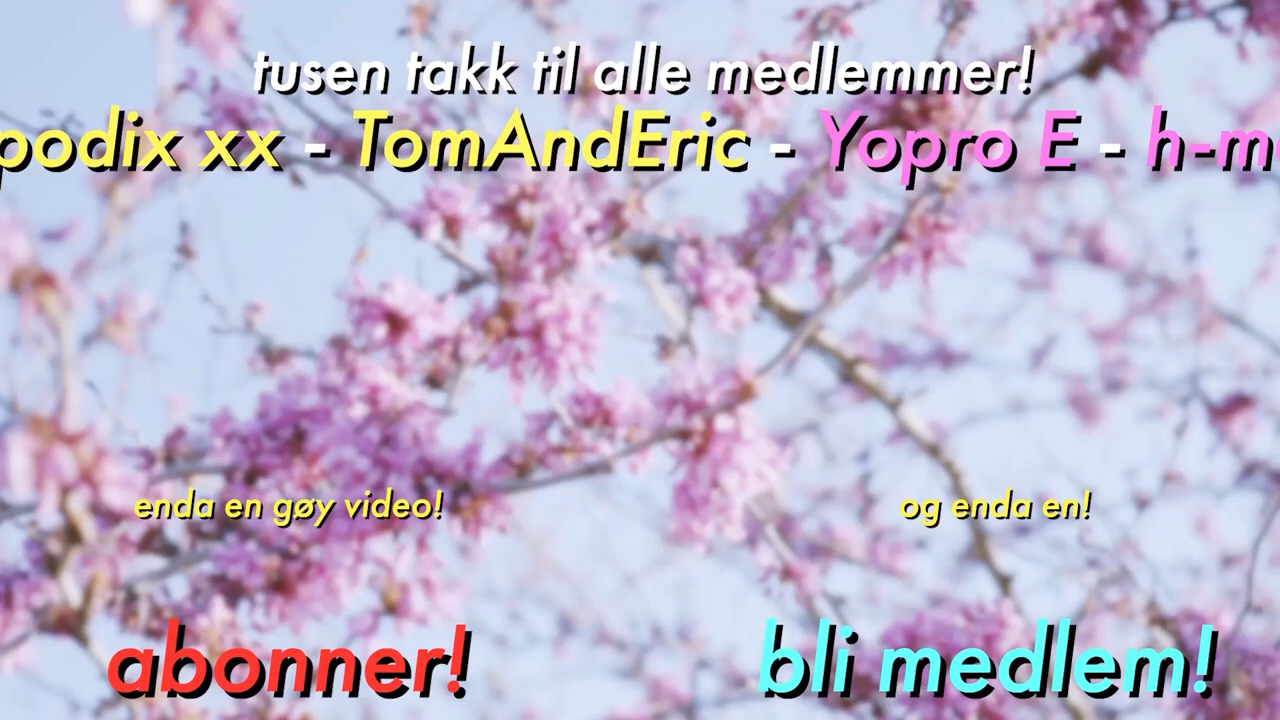 tusen takk til alle medlemmer!
podix xx - TomAndEric - Yopro E - h-m
enda en gøy video!
og enda en!
abonner!
bli medlem!